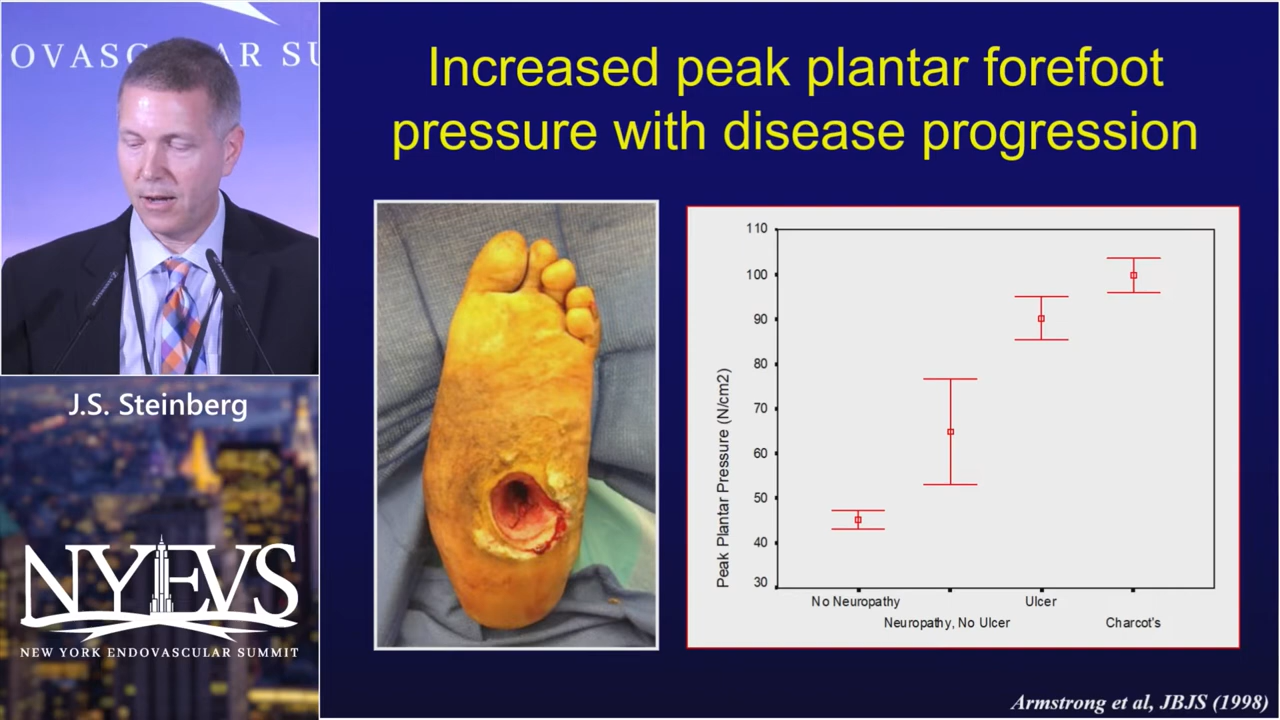 OVASC AR SU
J.S. Steinberg
NYEVS
NEW YORK ENDOVASCULAR SUMMIT
Increased peak plantar forefoot
pressure with disease progression
Peak Plantar Pressure (N/cm2)
110
100
90
80
70
60
50
40
30
No Neuropathy
Neuropathy, No Ulcer
Ulcer
Charcot's
Armstrong et al, JBJS (1998)